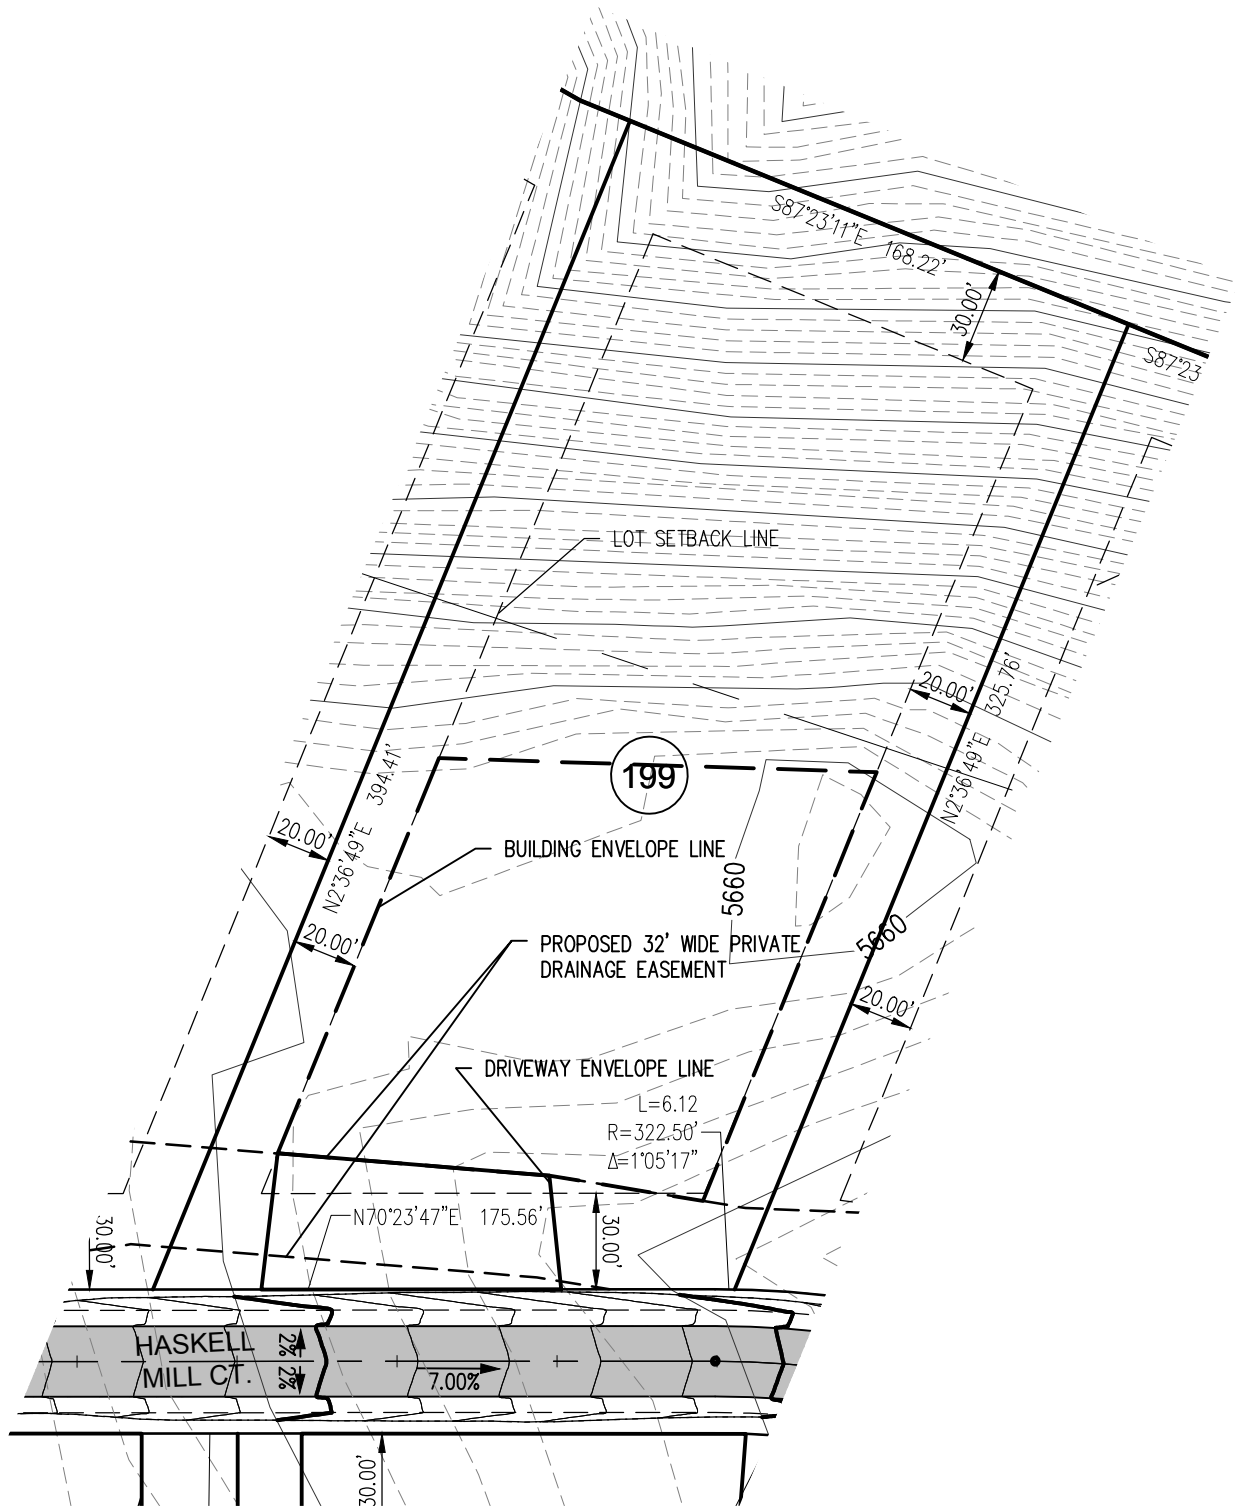 S87°23'11"E 168.22'
30.00'
S87°23
LOT SETBACK LINE
20.00'
N2°36'49"E 325.76'
199
N2°36'49"E 394.41'
20.00'
BUILDING ENVELOPE LINE
5660
5660
20.00'
PROPOSED 32' WIDE PRIVATE
DRAINAGE EASEMENT
20.00'
DRIVEWAY ENVELOPE LINE
L=6.12
R=322.50'
Δ=1°05'17"
N70°23'47"E 175.56'
30.00'
30.00'
HASKELL
MILL CT.
2%
2%
7.00%
30.00'